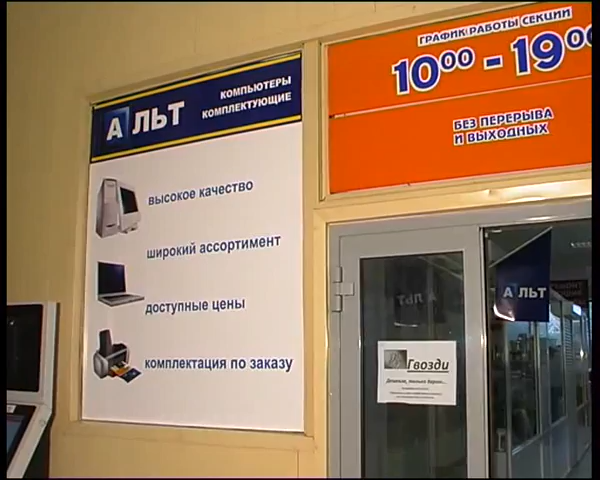 АЛЬТ
КОМПЬЮТЕРЫ
КОМПЛЕКТУЮЩИЕ
ВЫСОКОЕ КАЧЕСТВО
ШИРОКИЙ АССОРТИМЕНТ
ДОСТУПНЫЕ ЦЕНЫ
КОМПЛЕКТАЦИЯ ПО ЗАКАЗУ
ГРАФИК РАБОТЫ СЕКЦИИ
10⁰⁰ - 19⁰⁰
БЕЗ ПЕРЕРЫВА
И ВЫХОДНЫХ
АЛЬТ
Гвозди